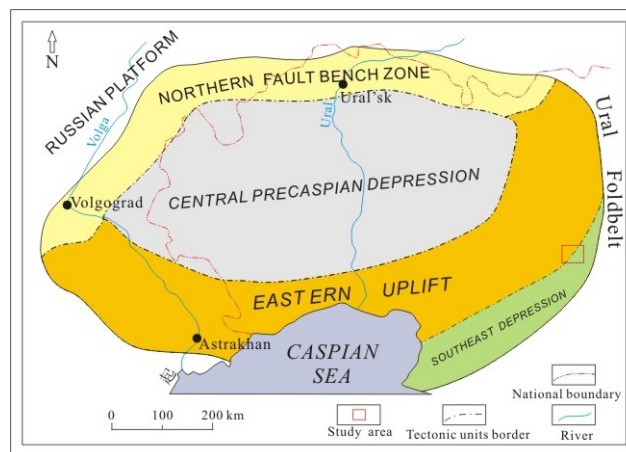 N
RUSSIAN PLATFORM
NORTHERN FAULT BENCH ZONE
Volga
Ural
Ural'sk
Ural Foldbelt
CENTRAL PRECASPIAN DEPRESSION
Volgograd
EASTERN UPLIFT
SOUTHEAST DEPRESSION
Astrakhan
CASPIAN
SEA
起
0 100 200 km
National boundary
Study area
Tectonic units border
River